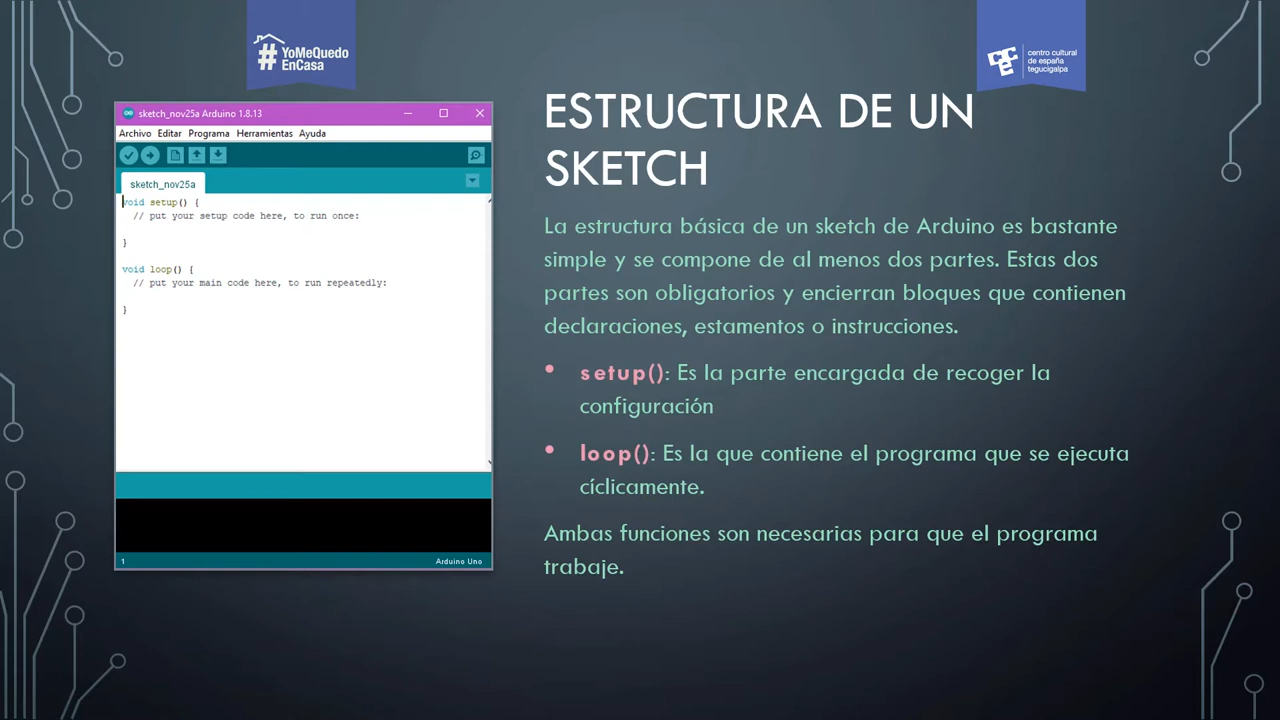 #YoMeQuedo
EnCasa
centro cultural
de españa
tegucigalpa
sketch_nov25a Arduino 1.8.13
Archivo Editar Programa Herramientas Ayuda
sketch_nov25a
void setup() {
// put your setup code here, to run once:
}
void loop() {
// put your main code here, to run repeatedly:
}
1
Arduino Uno
ESTRUCTURA DE UN
SKETCH
La estructura básica de un sketch de Arduino es bastante
simple y se compone de al menos dos partes. Estas dos
partes son obligatorios y encierran bloques que contienen
declaraciones, estamentos o instrucciones.
• setup(): Es la parte encargada de recoger la
configuración
• loop(): Es la que contiene el programa que se ejecuta
cíclicamente.
Ambas funciones son necesarias para que el programa
trabaje.